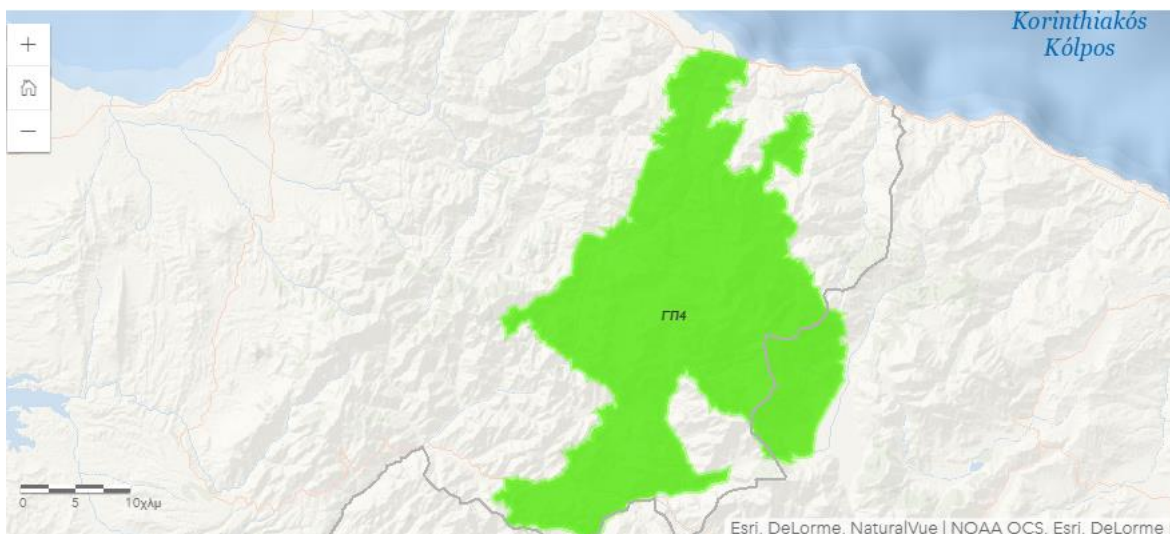 Korinthiakós
Kólpos
+
−
ΓΠ4
0 5 10χλμ
Esri, DeLorme, NaturalVue | NOAA OCS, Esri, DeLorme